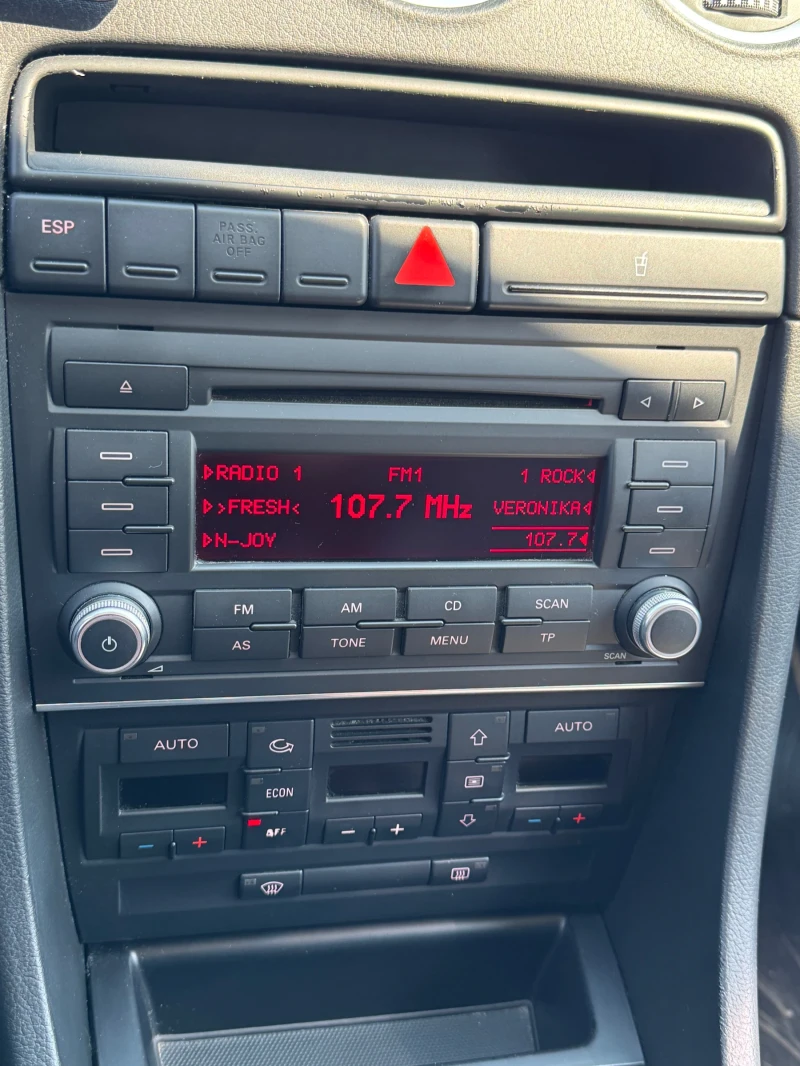 ESP
PASS.
AIR BAG
OFF
RADIO 1 FM1 1 ROCK
>FRESH< 107.7 MHz VERONIKA
N-JOY 107.7
FM AM CD SCAN
AS TONE MENU TP
SCAN
AUTO AUTO
ECON
OFF